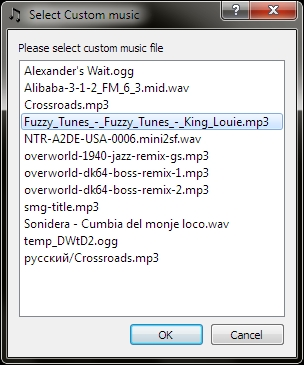 Select Custom music
Please select custom music file
Alexander's Wait.ogg
Alibaba-3-1-2_FM_6_3.mid.wav
Crossroads.mp3
Fuzzy_Tunes_-_Fuzzy_Tunes_-_King_Louie.mp3
NTR-A2DE-USA-0006.mini2sf.wav
overworld-1940-jazz-remix-gs.mp3
overworld-dk64-boss-remix-1.mp3
overworld-dk64-boss-remix-2.mp3
smg-title.mp3
Sonidera - Cumbia del monje loco.wav
temp_DWtD2.ogg
русский/Crossroads.mp3
OK
Cancel